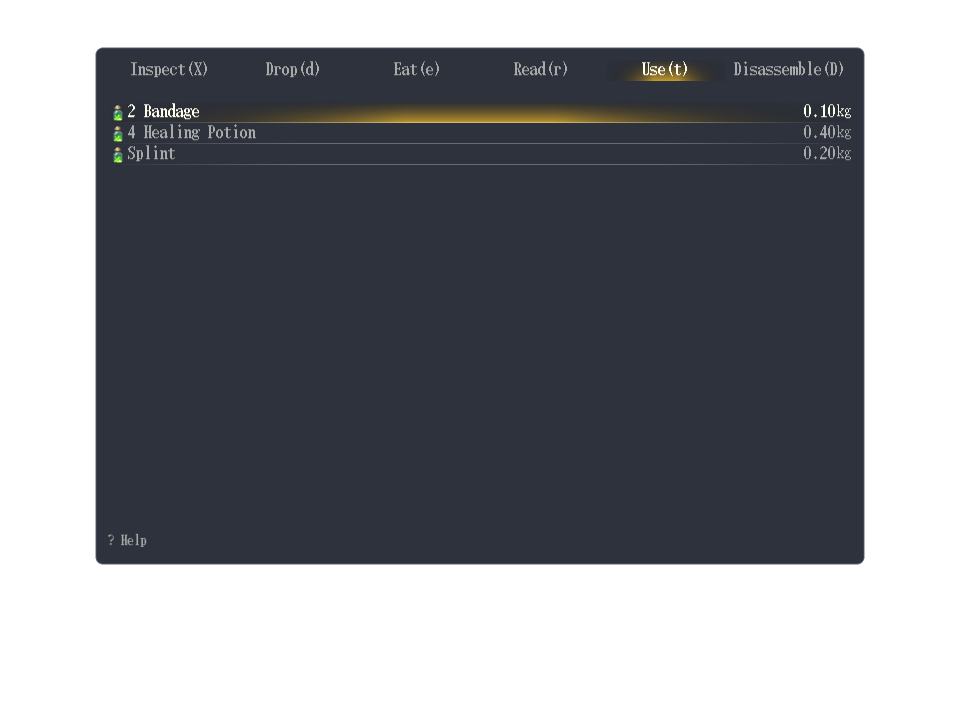 Inspect(X) Drop(d) Eat(e) Read(r) Use(t) Disassemble(D)
2 Bandage 0.10kg
4 Healing Potion 0.40kg
Splint 0.20kg
? Help